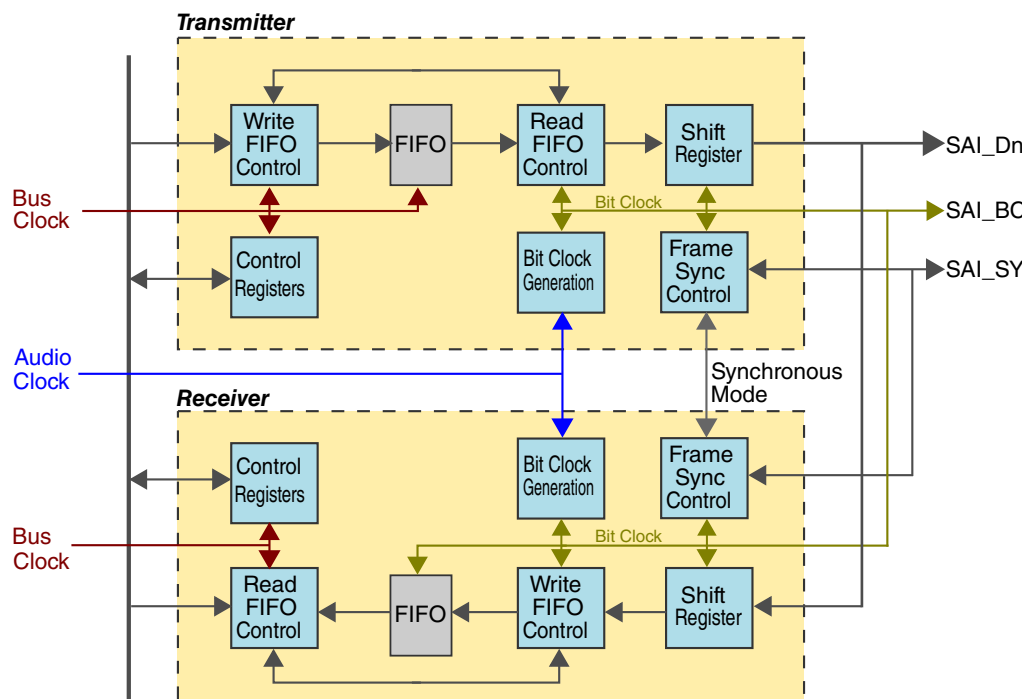 Transmitter
Write
FIFO
Control
FIFO
Read
FIFO
Control
Shift
Register
SAI_Dn
Bus
Clock
Bit Clock
SAI_BC
Control
Registers
Bit Clock
Generation
Frame
Sync
Control
SAI_SY
Audio
Clock
Synchronous
Mode
Receiver
Control
Registers
Bit Clock
Generation
Frame
Sync
Control
Bus
Clock
Bit Clock
Read
FIFO
Control
FIFO
Write
FIFO
Control
Shift
Register